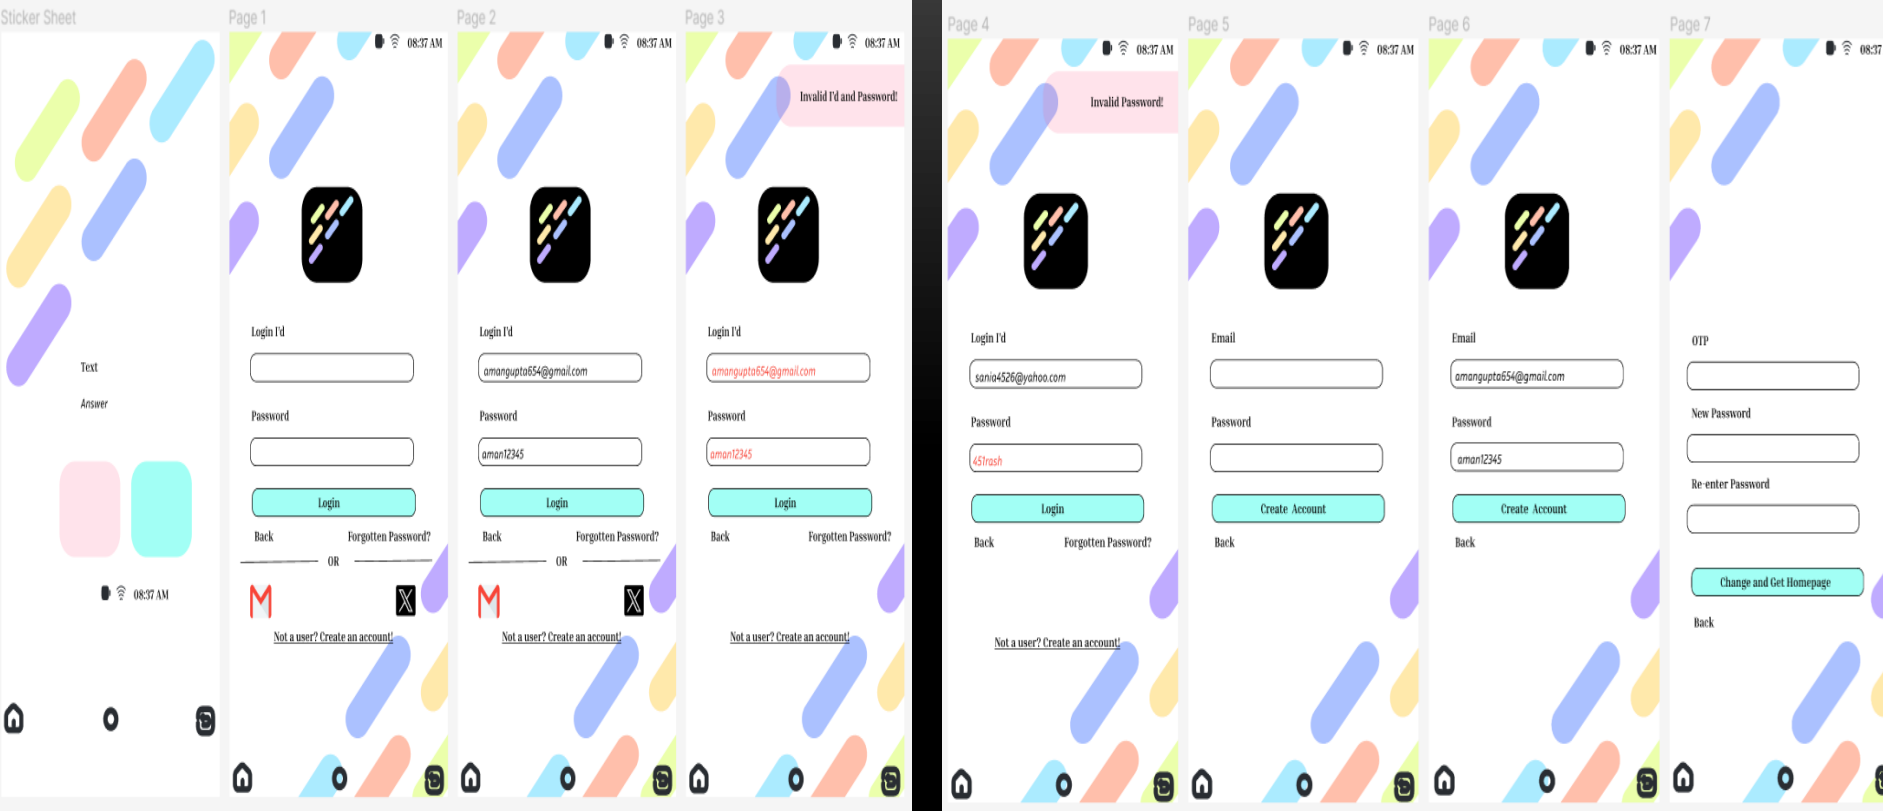 Sticker Sheet
Text
Answer
08:37 AM
Page 1
08:37 AM
Login I'd
Password
Login
Back
Forgotten Password?
OR
Not a user? Create an account!
Page 2
08:37 AM
Login I'd
amangupta654@gmail.com
Password
aman12345
Login
Back
Forgotten Password?
OR
Not a user? Create an account!
Page 3
08:37 AM
Invalid I'd and Password!
Login I'd
amangupta654@gmail.com
Password
aman12345
Login
Back
Forgotten Password?
Not a user? Create an account!
Page 4
08:37 AM
Invalid Password!
Login I'd
sania4526@yahoo.com
Password
451rash
Login
Back
Forgotten Password?
Not a user? Create an account!
Page 5
08:37 AM
Email
Password
Create Account
Back
Page 6
08:37 AM
Email
amangupta654@gmail.com
Password
aman12345
Create Account
Back
Page 7
08:37
OTP
New Password
Re-enter Password
Change and Get Homepage
Back